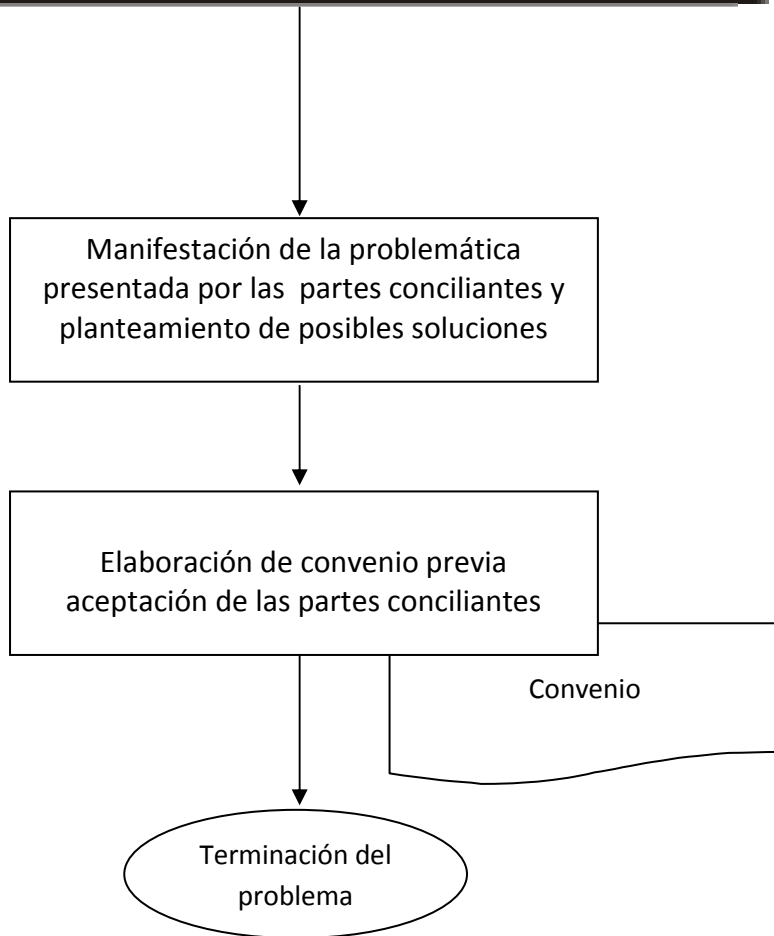 Manifestación de la problemática
presentada por las partes conciliantes y
planteamiento de posibles soluciones
Elaboración de convenio previa
aceptación de las partes conciliantes
Convenio
Terminación del
problema